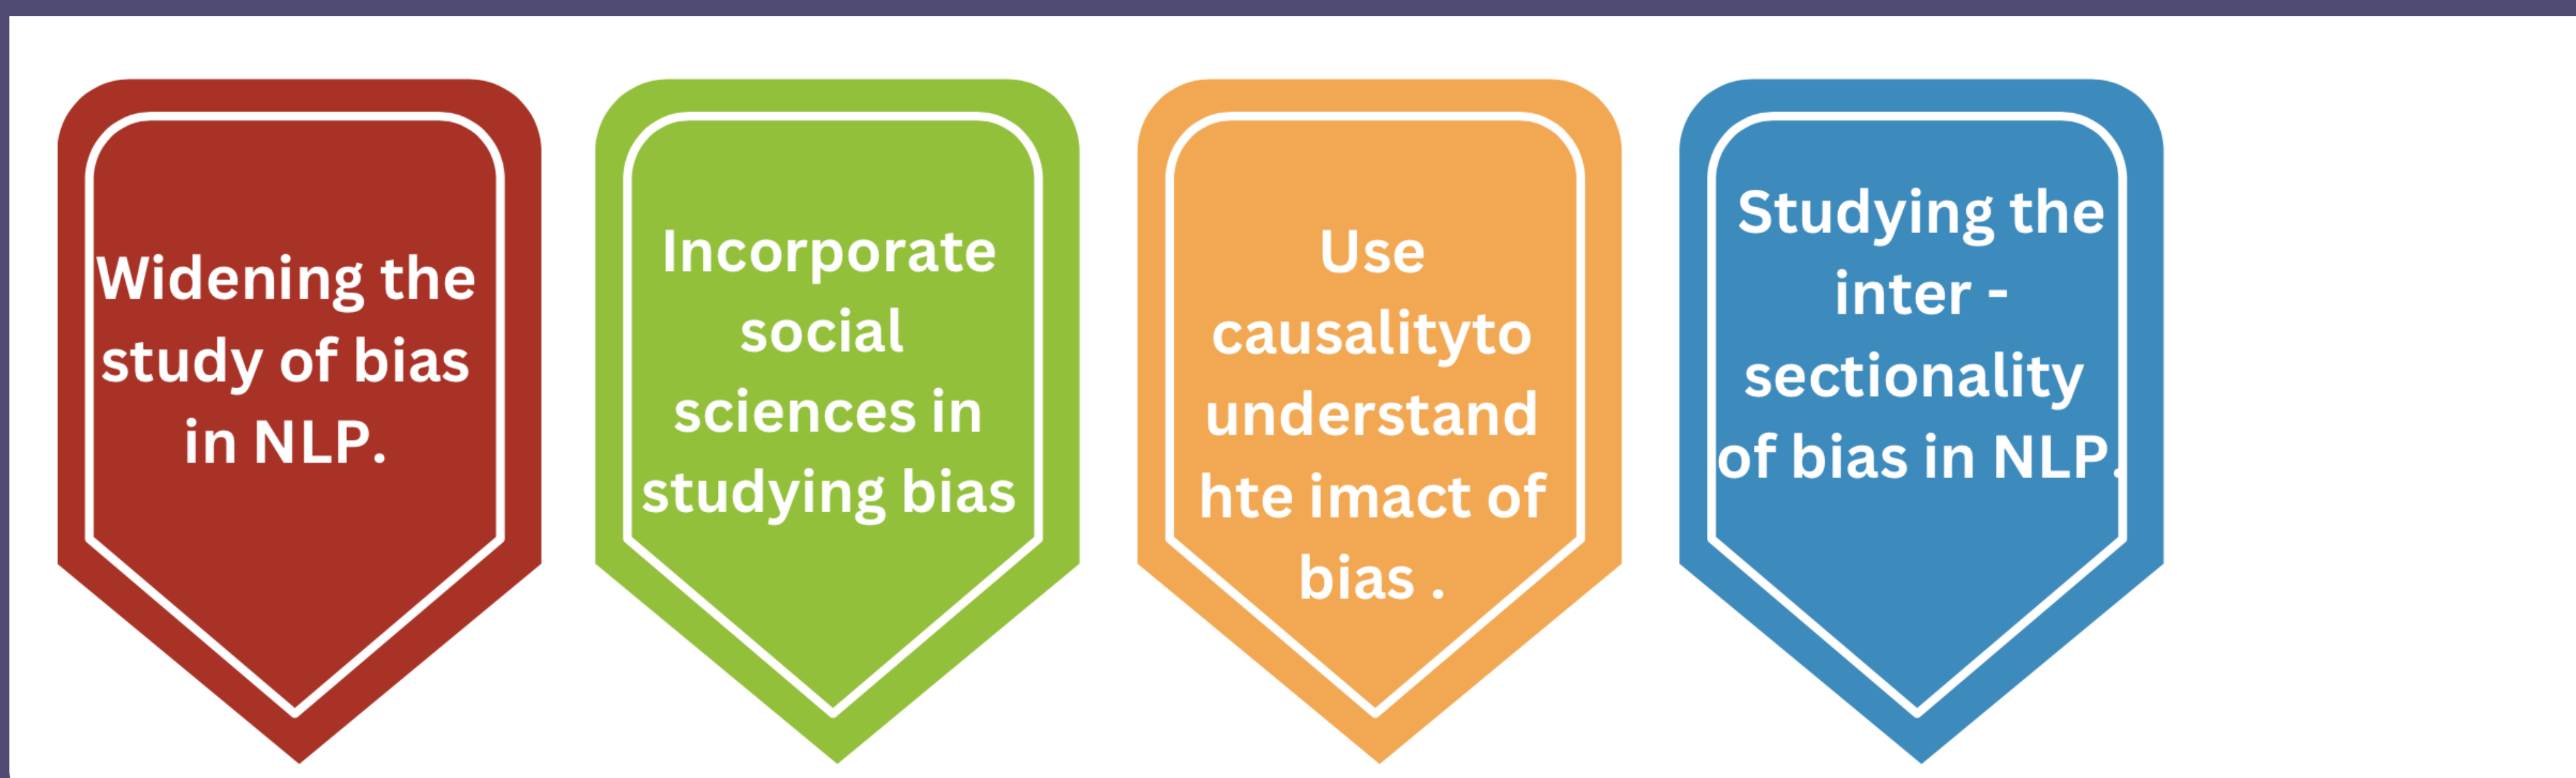 Widening the
study of bias
in NLP.
Incorporate
social
sciences in
studying bias
Use
causalityto
understand
hte imact of
bias .
Studying the
inter -
sectionality
of bias in NLP.